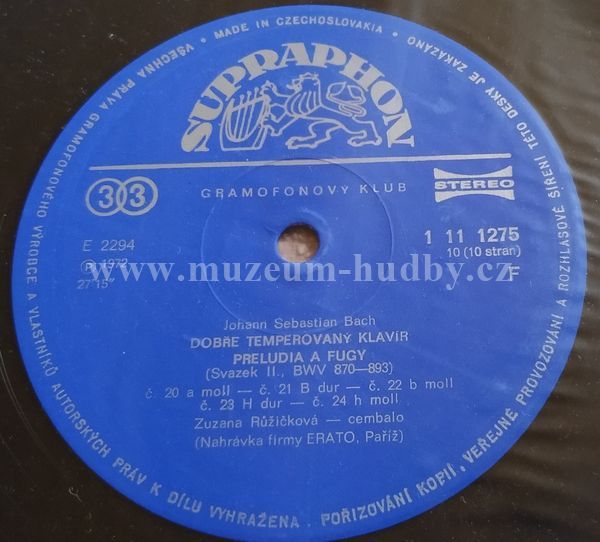 VŠECHNA PRÁVA GRAMOFONOVÉHO VÝROBCE A VLASTNÍKŮ AUTORSKÝCH PRÁV K DÍLU VYHRAŽENA . POŘIZOVÁNÍ KOPIÍ, VEŘEJNÉ PROVOZOVÁNÍ A ROZHLASOVÉ ŠÍŘENÍ TÉTO DESKY JE ZAKÁZÁNO • MADE IN CZECHOSLOVAKIA •
SUPRAPHON
33
GRAMOFONOVÝ KLUB
STEREO
E 2294
1 11 1275
10 (10 stran)
℗ 1972
F
27'15"
www.muzeum-hudby.cz
Johann Sebastian Bach
DOBŘE TEMPEROVANÝ KLAVÍR
PRELUDIA A FUGY
(Svazek II., BWV 870—893)
č. 20 a moll — č. 21 B dur — č. 22 b moll
č. 23 H dur — č. 24 h moll
Zuzana Růžičková — cembalo
(Nahrávka firmy ERATO, Paříž)